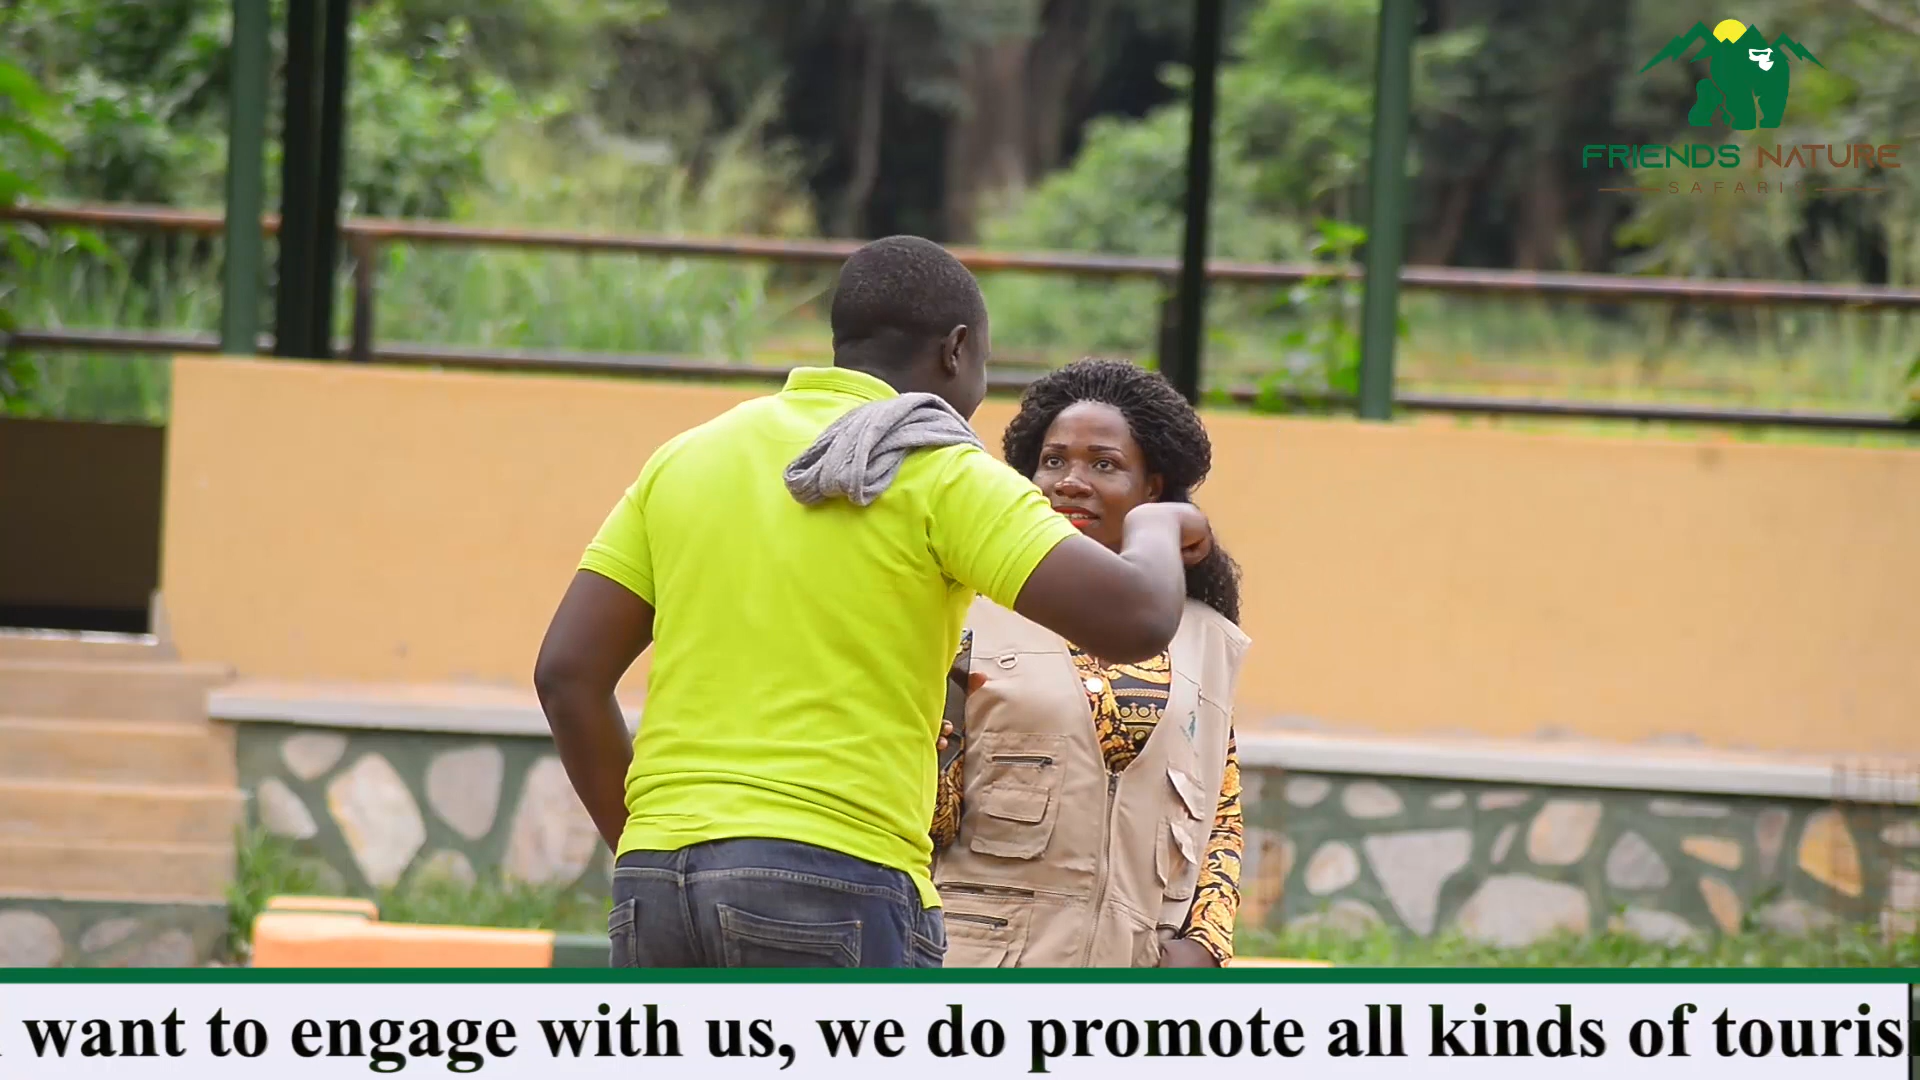 FRIENDS NATURE
SAFARIS
want to engage with us, we do promote all kinds of touris